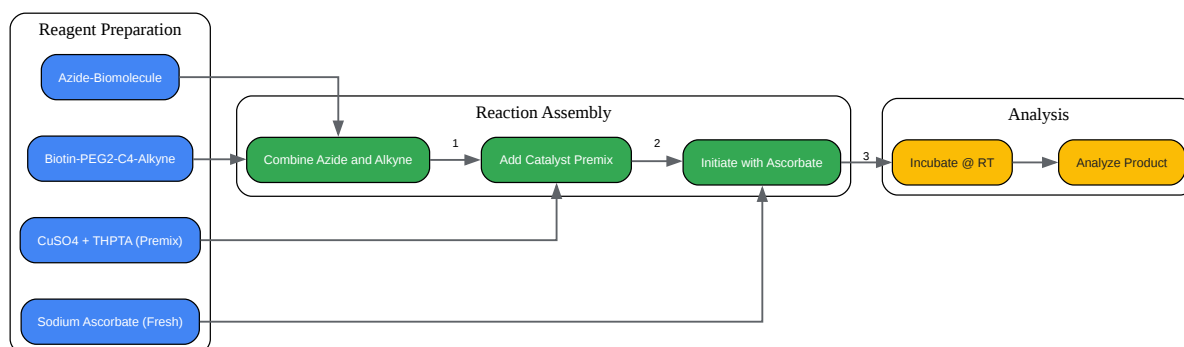 Reagent Preparation
Azide-Biomolecule
Biotin-PEG2-C4-Alkyne
CuSO4 + THPTA (Premix)
Sodium Ascorbate (Fresh)
Reaction Assembly
Combine Azide and Alkyne
1
Add Catalyst Premix
2
Initiate with Ascorbate
3
Analysis
Incubate @ RT
Analyze Product